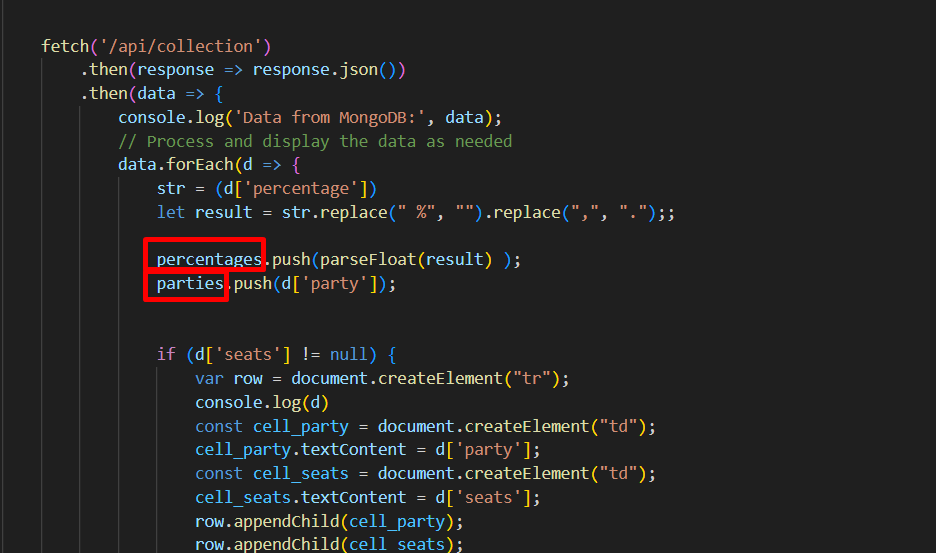 fetch('/api/collection')
.then(response => response.json())
.then(data => {
console.log('Data from MongoDB:', data);
// Process and display the data as needed
data.forEach(d => {
str = (d['percentage'])
let result = str.replace(" %", "").replace(",", ".");;
percentages.push(parseFloat(result) );
parties.push(d['party']);
if (d['seats'] != null) {
var row = document.createElement("tr");
console.log(d)
const cell_party = document.createElement("td");
cell_party.textContent = d['party'];
const cell_seats = document.createElement("td");
cell_seats.textContent = d['seats'];
row.appendChild(cell_party);
row.appendChild(cell_seats);